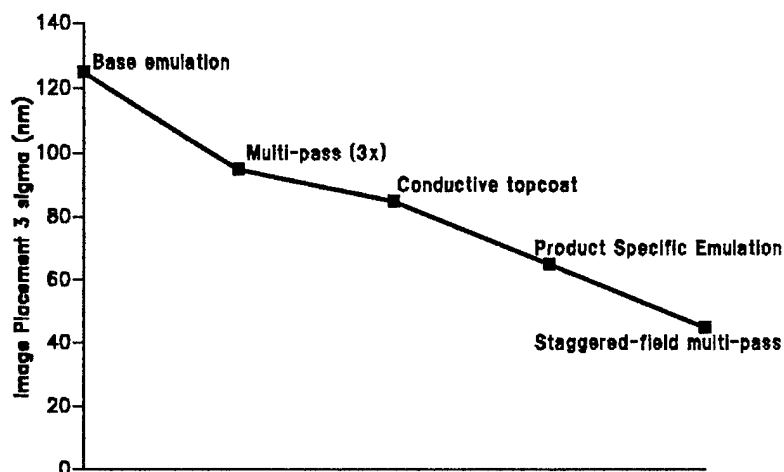 Image Placement 3 sigma (nm)
140
120
100
80
60
40
20
0
Base emulation
Multi-pass (3x)
Conductive topcoat
Product Specific Emulation
Staggered-field multi-pass